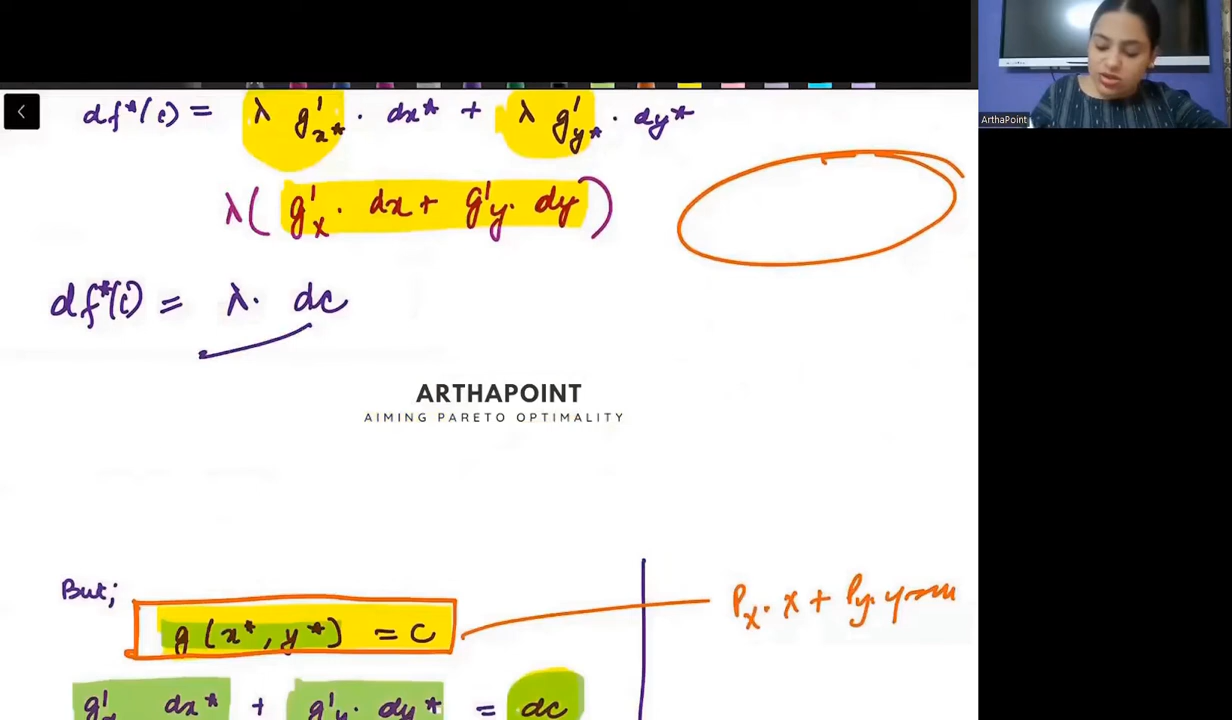 df*(c) = λ g'x* · dx* + λ g'y* · dy*
λ( g'x · dx + g'y · dy )
df*(c) = λ · dc
ARTHAPOINT
AIMING PARETO OPTIMALITY
But;
g(x*, y*) = c
Px · x + Py · y = m
g'x dx* + g'y · dy* = dc
ArthaPoint